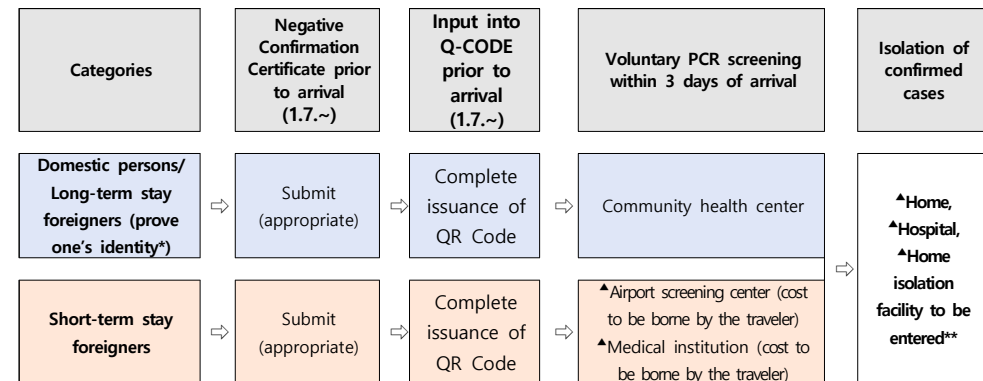 Categories
Negative
Confirmation
Certificate prior
to arrival
(1.7.~)
Input into
Q-CODE
prior to
arrival
(1.7.~)
Voluntary PCR screening
within 3 days of arrival
Isolation of
confirmed
cases
Domestic persons/
Long-term stay
foreigners (prove
one's identity*)
⇨
Submit
(appropriate)
⇨
Complete
issuance of
QR Code
⇨
Community health center
Short-term stay
foreigners
⇨
Submit
(appropriate)
⇨
Complete
issuance of
QR Code
⇨
▲Airport screening center (cost
to be borne by the traveler)
▲Medical institution (cost to
be borne by the traveler)
⇨
▲Home,
▲Hospital,
▲Home
isolation
facility to be
entered**